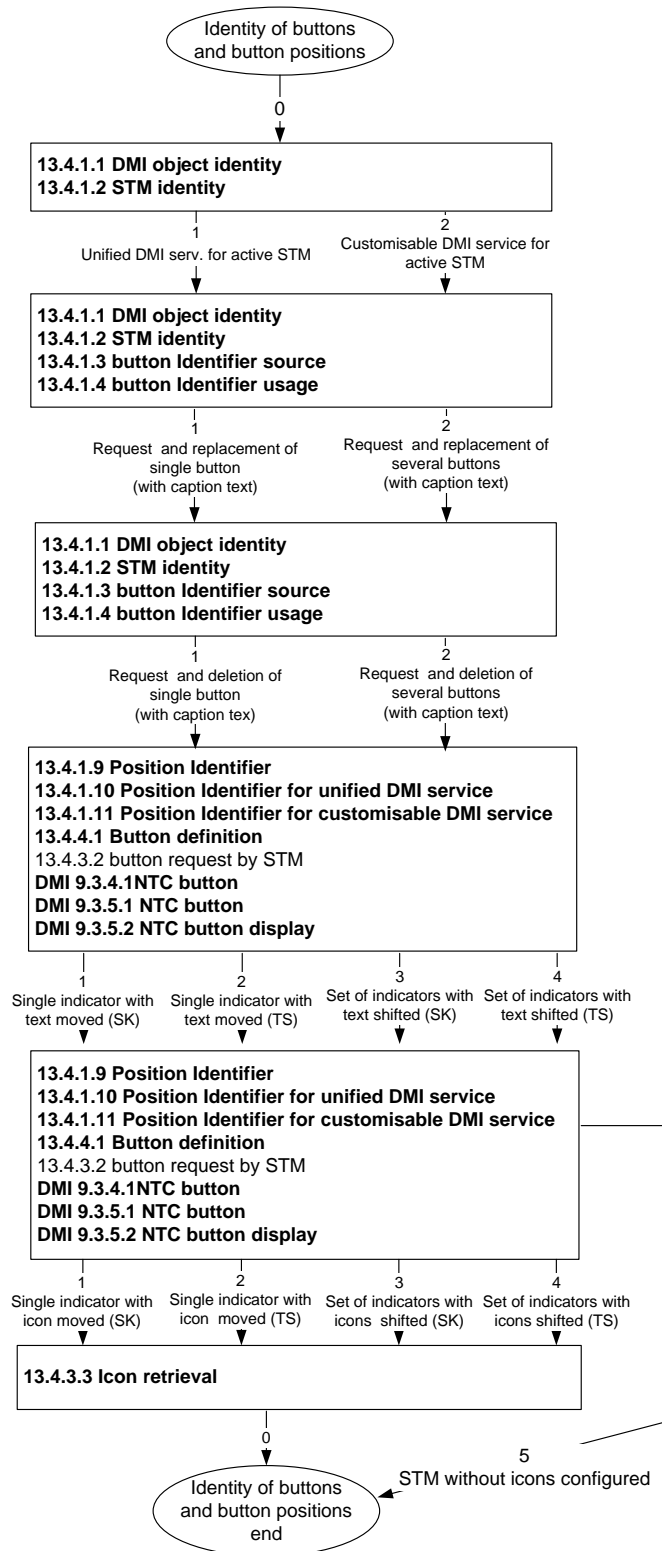 Identity of buttons
and button positions
0
13.4.1.1 DMI object identity
13.4.1.2 STM identity
1
Unified DMI serv. for active STM
2
Customisable DMI service for
active STM
13.4.1.1 DMI object identity
13.4.1.2 STM identity
13.4.1.3 button Identifier source
13.4.1.4 button Identifier usage
1
Request and replacement of
single button
(with caption text)
2
Request and replacement of
several buttons
(with caption text)
13.4.1.1 DMI object identity
13.4.1.2 STM identity
13.4.1.3 button Identifier source
13.4.1.4 button Identifier usage
1
Request and deletion of
single button
(with caption tex)
2
Request and deletion of
several buttons
(with caption text)
13.4.1.9 Position Identifier
13.4.1.10 Position Identifier for unified DMI service
13.4.1.11 Position Identifier for customisable DMI service
13.4.4.1 Button definition
13.4.3.2 button request by STM
DMI 9.3.4.1NTC button
DMI 9.3.5.1 NTC button
DMI 9.3.5.2 NTC button display
1
Single indicator with
text moved (SK)
2
Single indicator with
text moved (TS)
3
Set of indicators with
text shifted (SK)
4
Set of indicators with
text shifted (TS)
13.4.1.9 Position Identifier
13.4.1.10 Position Identifier for unified DMI service
13.4.1.11 Position Identifier for customisable DMI service
13.4.4.1 Button definition
13.4.3.2 button request by STM
DMI 9.3.4.1NTC button
DMI 9.3.5.1 NTC button
DMI 9.3.5.2 NTC button display
1
Single indicator with
icon moved (SK)
2
Single indicator with
icon moved (TS)
3
Set of indicators with
icons shifted (SK)
4
Set of indicators with
icons shifted (TS)
13.4.3.3 Icon retrieval
0
5
STM without icons configured
Identity of buttons
and button positions
end